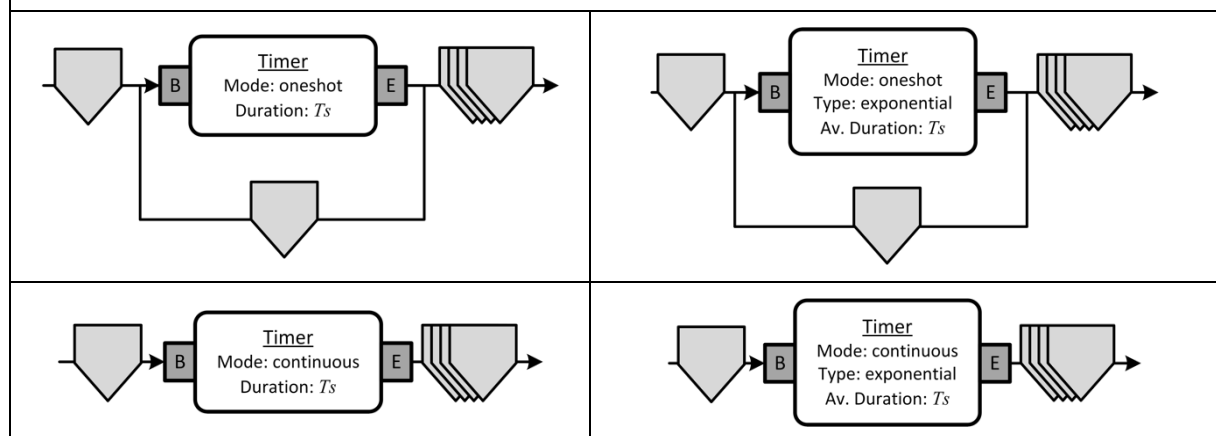 B
Timer
Mode: oneshot
Duration: Ts
E
B
Timer
Mode: oneshot
Type: exponential
Av. Duration: Ts
E
B
Timer
Mode: continuous
Duration: Ts
E
B
Timer
Mode: continuous
Type: exponential
Av. Duration: Ts
E